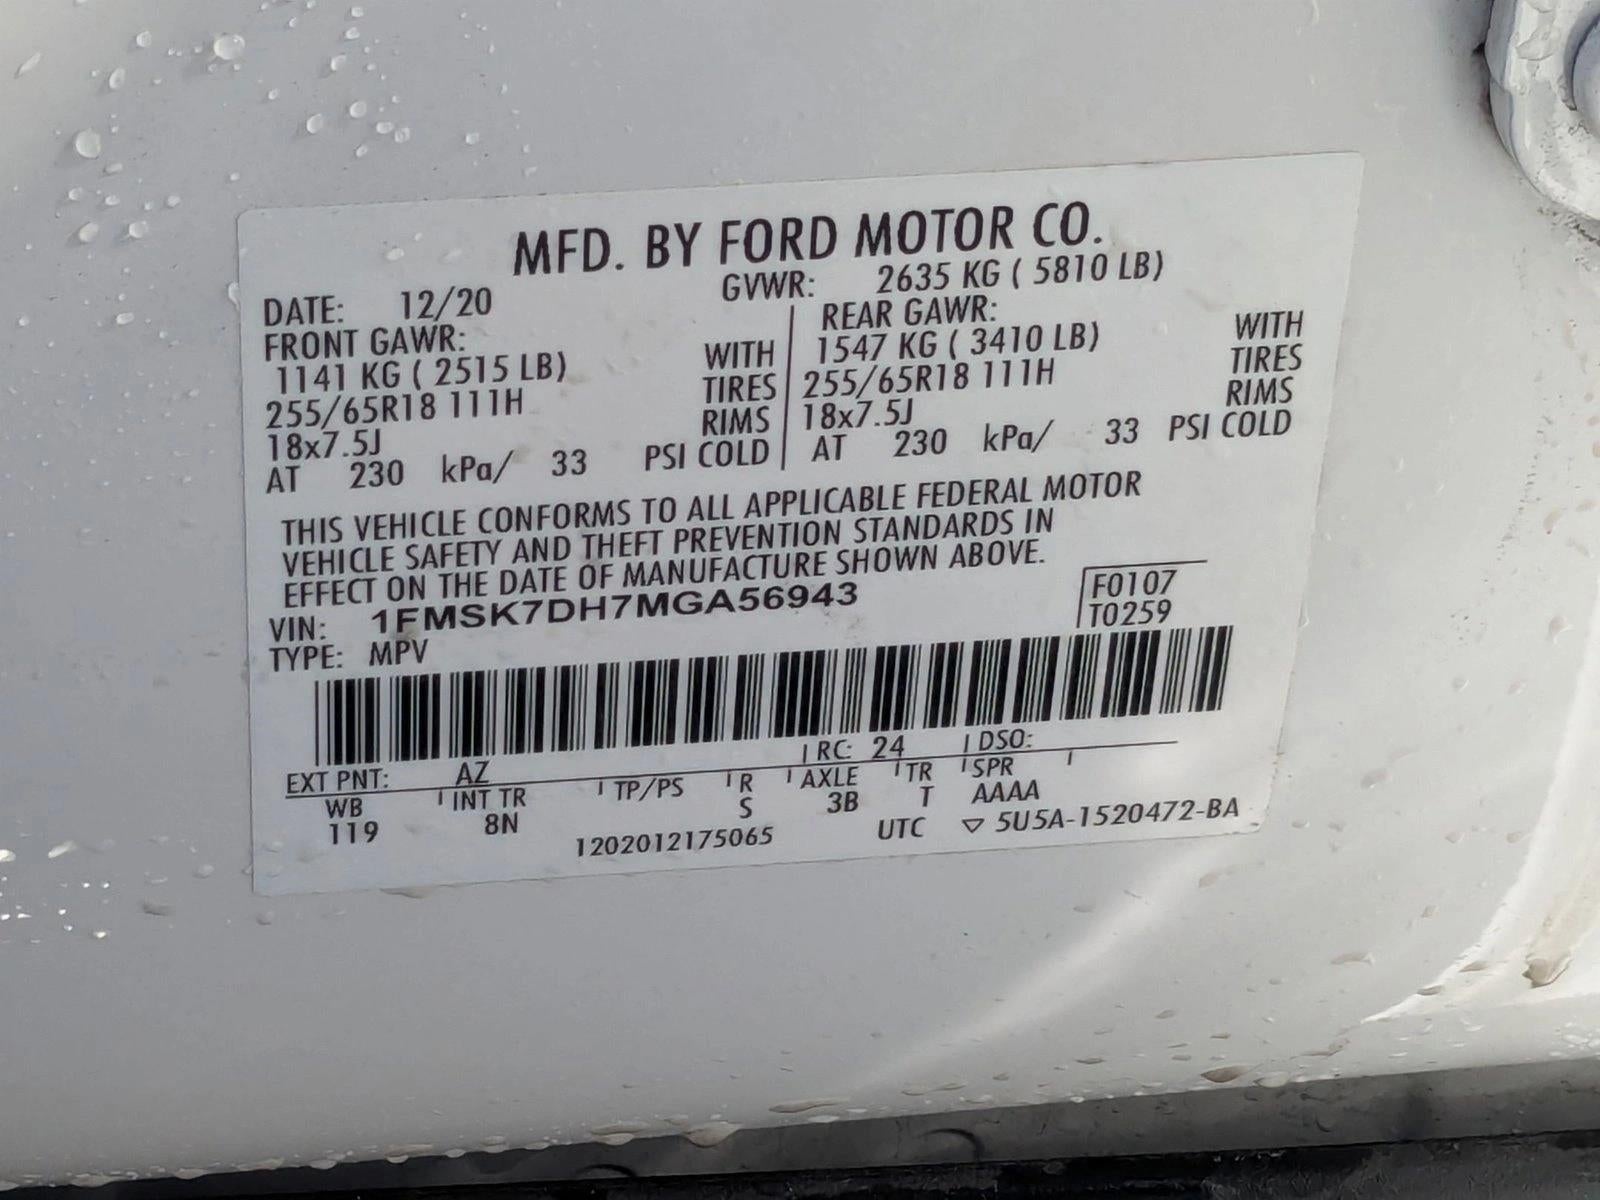 MFD. BY FORD MOTOR CO.
DATE: 12/20 GVWR: 2635 KG ( 5810 LB)
FRONT GAWR: REAR GAWR:
1141 KG ( 2515 LB) WITH 1547 KG ( 3410 LB) WITH
255/65R18 111H TIRES 255/65R18 111H TIRES
18x7.5J RIMS 18x7.5J RIMS
AT 230 kPa/ 33 PSI COLD AT 230 kPa/ 33 PSI COLD
THIS VEHICLE CONFORMS TO ALL APPLICABLE FEDERAL MOTOR
VEHICLE SAFETY AND THEFT PREVENTION STANDARDS IN
EFFECT ON THE DATE OF MANUFACTURE SHOWN ABOVE.
VIN: 1FMSK7DH7MGA56943 F0107
TYPE: MPV T0259
EXT PNT: AZ RC: 24 DSO:
WB INT TR TP/PS R AXLE TR SPR
119 8N S 3B T AAAA
1202012175065 UTC ▽ 5U5A-1520472-BA